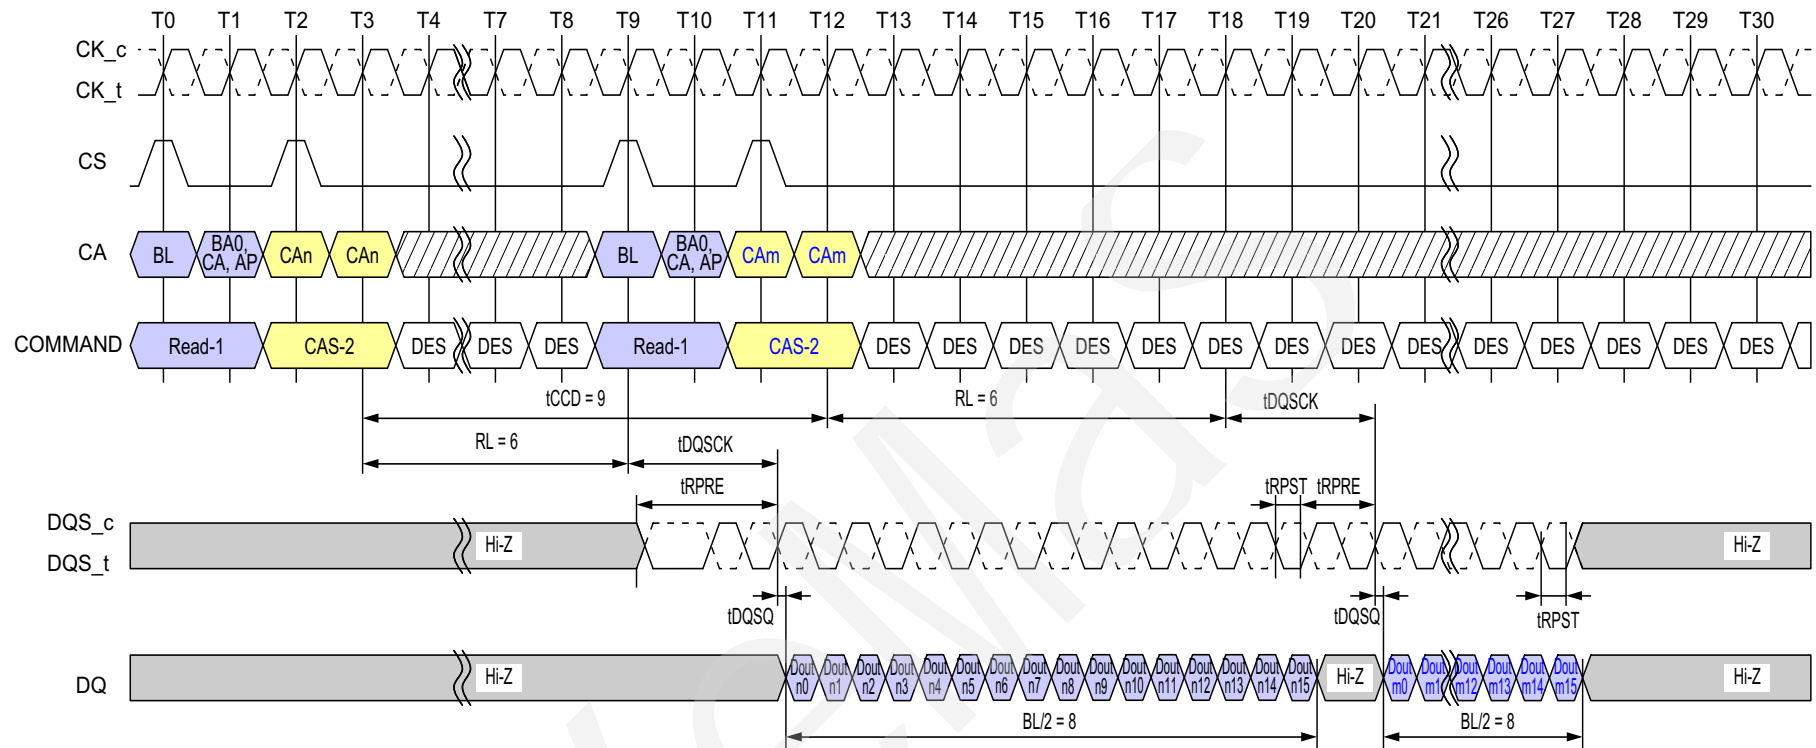 T0 T1 T2 T3 T4 T7 T8 T9 T10 T11 T12 T13 T14 T15 T16 T17 T18 T19 T20 T21 T26 T27 T28 T29 T30
CK_c
CK_t
CS
CA BL BA0, CA, AP CAn CAn BL BA0, CA, AP CAm CAm
COMMAND Read-1 CAS-2 DES DES DES Read-1 CAS-2 DES DES DES DES DES DES DES DES DES DES DES DES DES DES
tCCD = 9 RL = 6 tDQSCK
RL = 6 tDQSCK
tRPRE tRPST tRPRE
DQS_c
DQS_t Hi-Z Hi-Z
tDQSQ tDQSQ tRPST
DQ Hi-Z Dout n0 Dout n1 Dout n2 Dout n3 Dout n4 Dout n5 Dout n6 Dout n7 Dout n8 Dout n9 Dout n10 Dout n11 Dout n12 Dout n13 Dout n14 Dout n15 Hi-Z Dout m0 Dout m1 Dout m12 Dout m13 Dout m14 Dout m15 Hi-Z
BL/2 = 8 BL/2 = 8